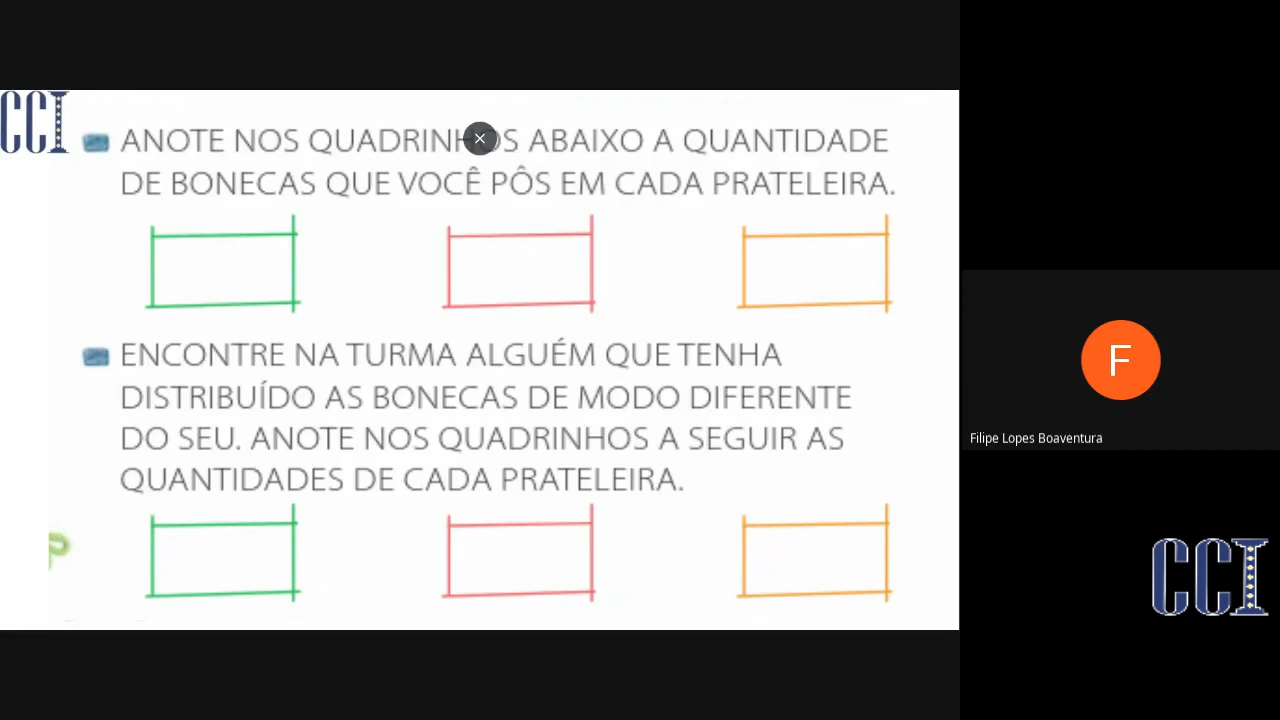 CCI
ANOTE NOS QUADRINHOS ABAIXO A QUANTIDADE
DE BONECAS QUE VOCÊ PÔS EM CADA PRATELEIRA.
ENCONTRE NA TURMA ALGUÉM QUE TENHA
DISTRIBUÍDO AS BONECAS DE MODO DIFERENTE
DO SEU. ANOTE NOS QUADRINHOS A SEGUIR AS
QUANTIDADES DE CADA PRATELEIRA.
F
Filipe Lopes Boaventura
CCI